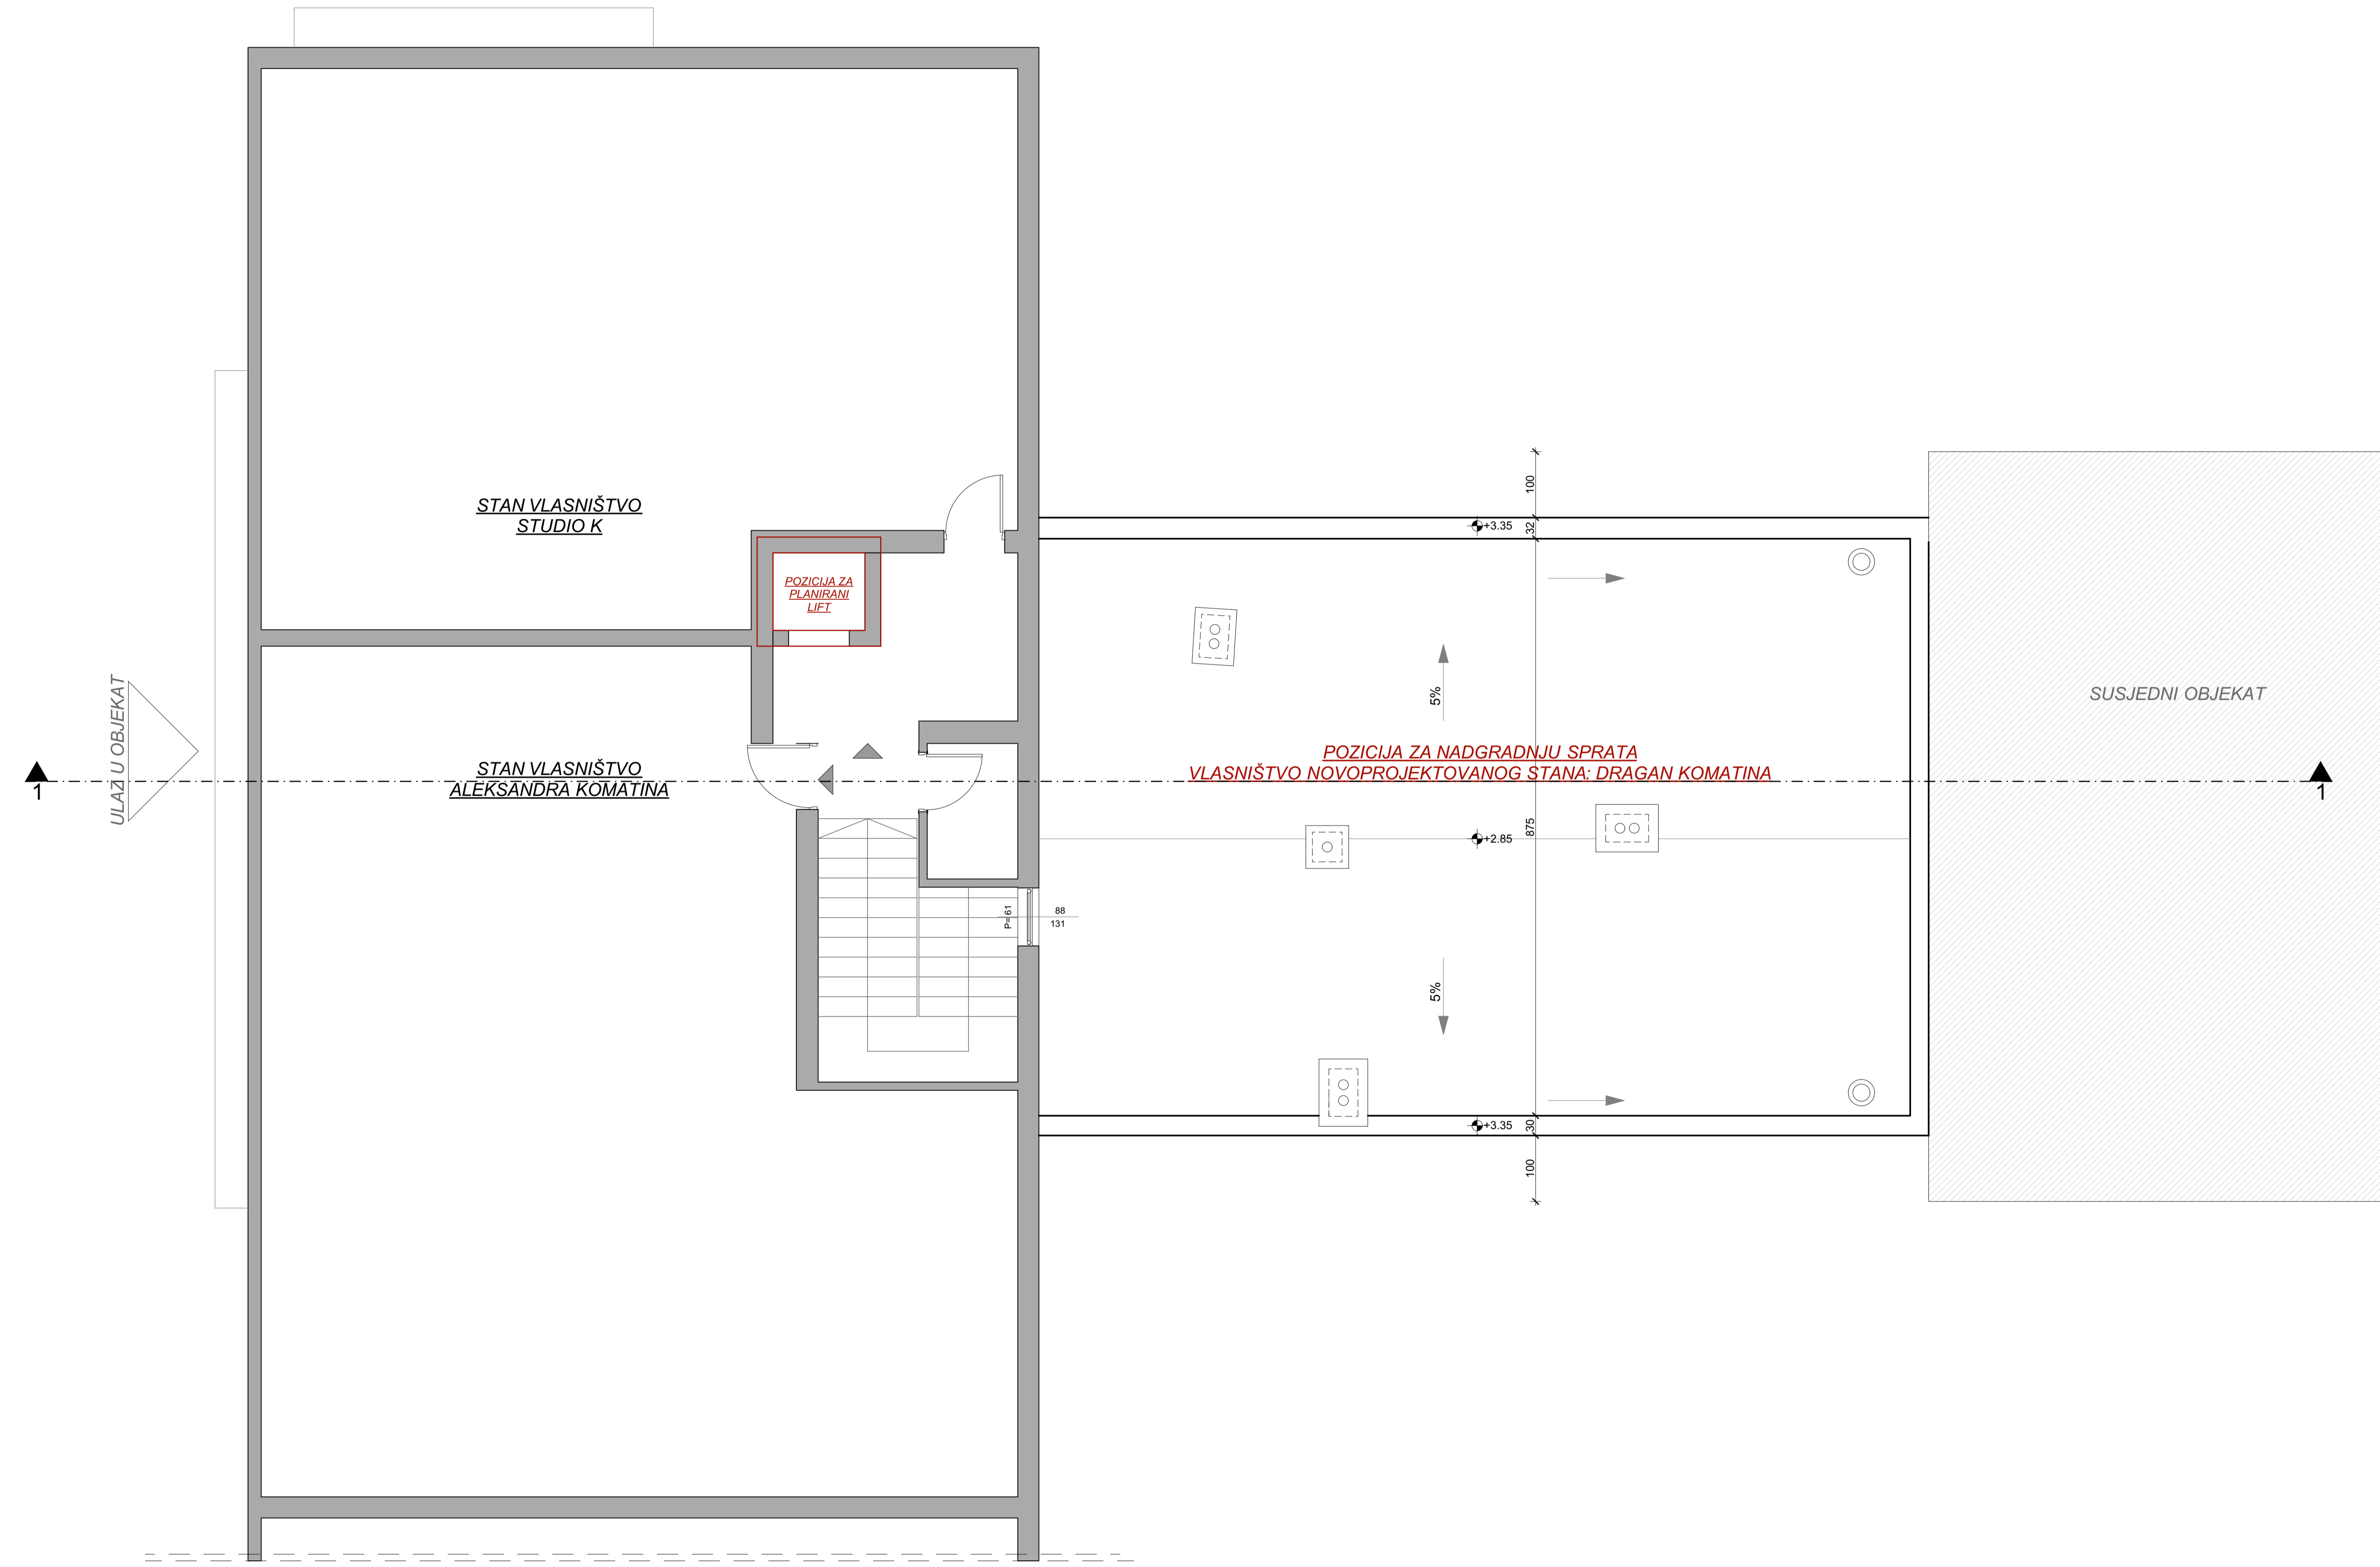 STAN VLASNIŠTVO
STUDIO K
POZICIJA ZA
PLANIRANI
LIFT
ULAZ U OBJEKAT
STAN VLASNIŠTVO
ALEKSANDRA KOMATINA
1
100
32
+3.35
5%
SUSJEDNI OBJEKAT
POZICIJA ZA NADGRADNJU SPRATA
VLASNIŠTVO NOVOPROJEKTOVANOG STANA: DRAGAN KOMATINA
1
875
+2.85
P=61
88
131
5%
+3.35
30
100